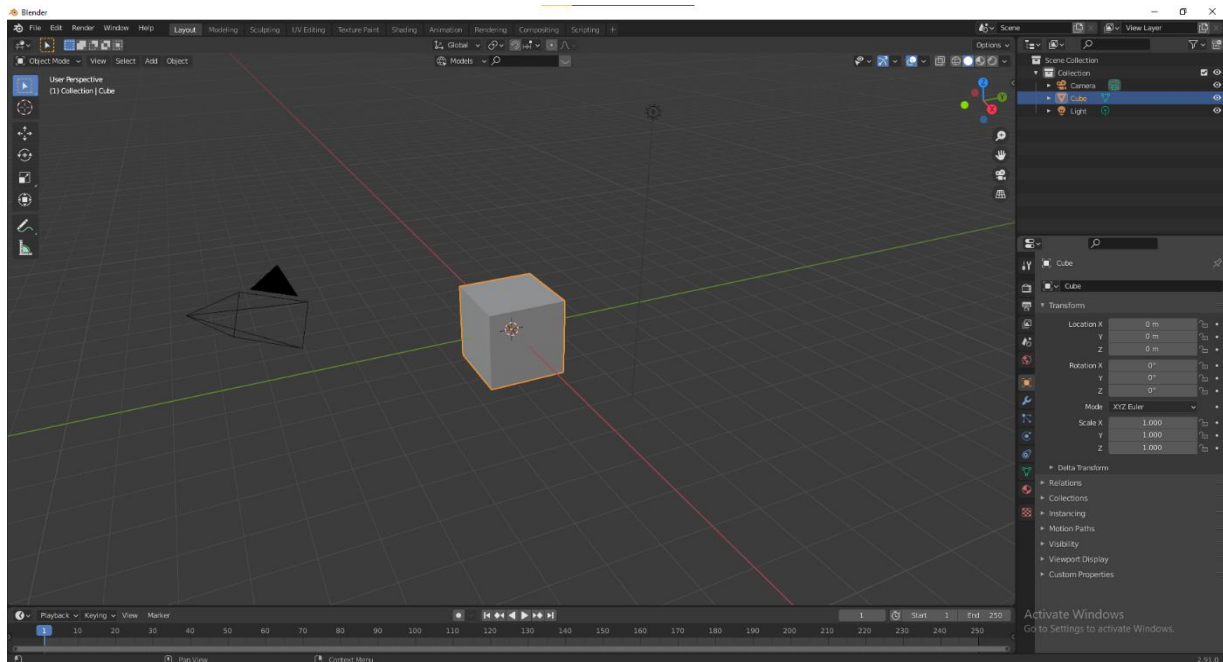 Blender
File Edit Render Window Help Layout Modeling Sculpting UV Editing Texture Paint Shading Animation Rendering Compositing Scripting + Scene View Layer
Global Options
Object Mode View Select Add Object Models
User Perspective
(1) Collection | Cube
X
Y
Z
Scene Collection
Collection
Camera
Cube
Light
Cube
Cube
Transform
Location X 0 m
Y 0 m
Z 0 m
Rotation X 0°
Y 0°
Z 0°
Mode XYZ Euler
Scale X 1.000
Y 1.000
Z 1.000
Delta Transform
Relations
Collections
Instancing
Motion Paths
Visibility
Viewport Display
Custom Properties
Playback Keying View Marker 1 Start 1 End 250
1 10 20 30 40 50 60 70 80 90 100 110 120 130 140 150 160 170 180 190 200 210 220 230 240 250
Activate Windows
Go to Settings to activate Windows.
Pan View Context Menu 2.91.0